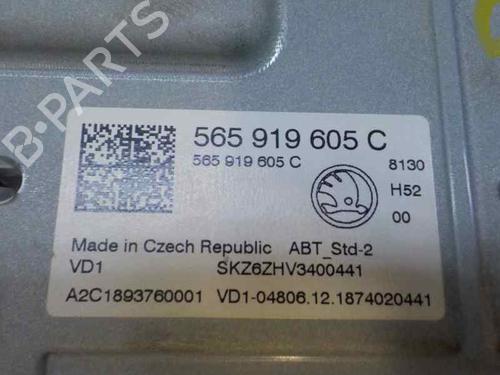 B-PARTS
565 919 605 C
565 919 605 C
8130
H52
00
Made in Czech Republic ABT_Std-2
VD1 SKZ6ZHV3400441
A2C1893760001 VD1-04806.12.1874020441